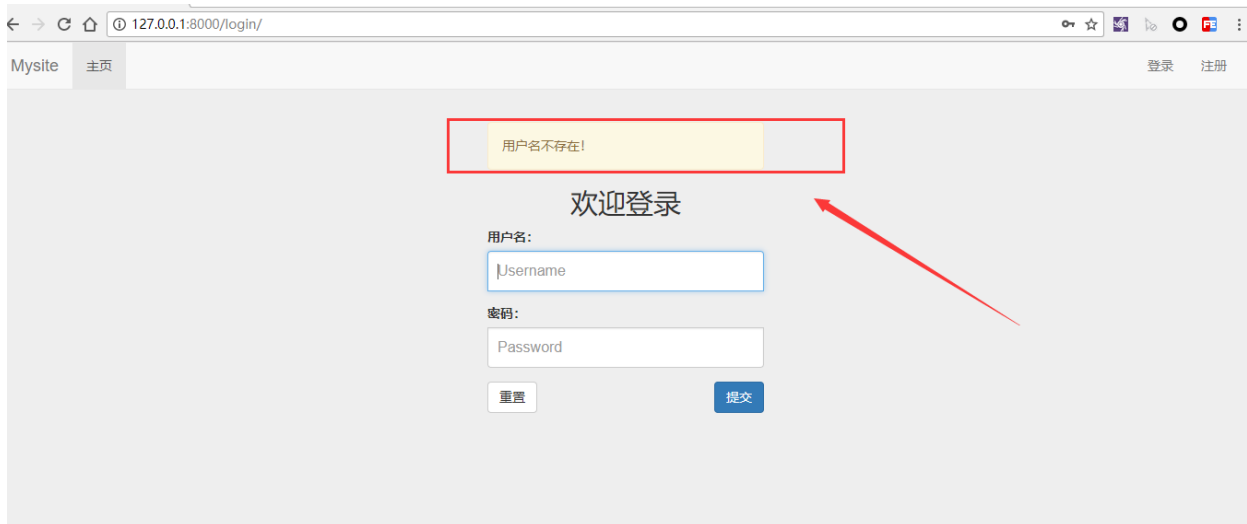 127.0.0.1:8000/login/
Mysite 主页 登录 注册
用户名不存在!
欢迎登录
用户名:
Username
密码:
Password
重置 提交